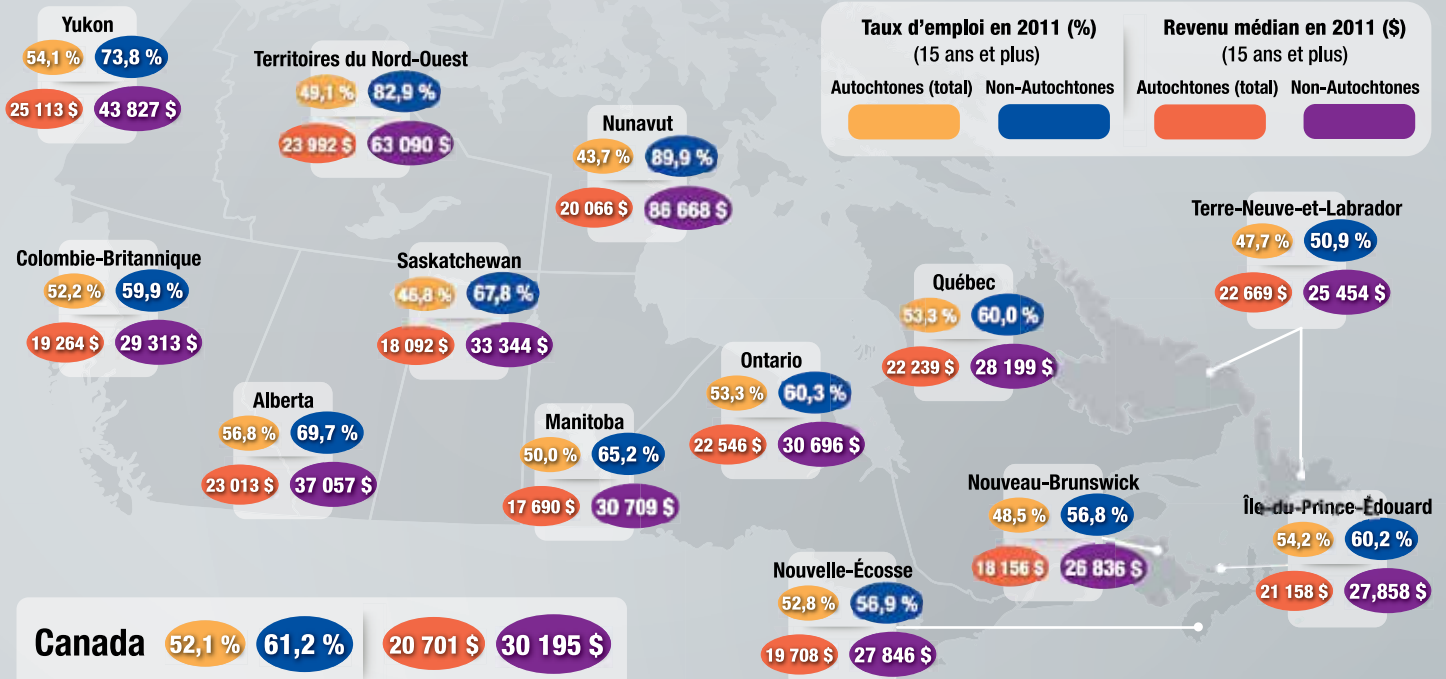 Yukon
54,1 % 73,8 %
25 113 $ 43 827 $
Territoires du Nord-Ouest
49,1 % 82,9 %
23 992 $ 63 090 $
Nunavut
43,7 % 89,9 %
20 066 $ 86 668 $
Taux d'emploi en 2011 (%)
(15 ans et plus)
Autochtones (total) Non-Autochtones
Revenu médian en 2011 ($)
(15 ans et plus)
Autochtones (total) Non-Autochtones
Terre-Neuve-et-Labrador
47,7 % 50,9 %
22 669 $ 25 454 $
Colombie-Britannique
52,2 % 59,9 %
19 264 $ 29 313 $
Saskatchewan
46,8 % 67,8 %
18 092 $ 33 344 $
Québec
53,3 % 60,0 %
22 239 $ 28 199 $
Ontario
53,3 % 60,3 %
22 546 $ 30 696 $
Alberta
56,8 % 69,7 %
23 013 $ 37 057 $
Manitoba
50,0 % 65,2 %
17 690 $ 30 709 $
Nouveau-Brunswick
48,5 % 56,8 %
18 156 $ 26 836 $
Île-du-Prince-Édouard
54,2 % 60,2 %
21 158 $ 27,858 $
Nouvelle-Écosse
52,8 % 56,9 %
19 708 $ 27 846 $
Canada 52,1 % 61,2 % 20 701 $ 30 195 $